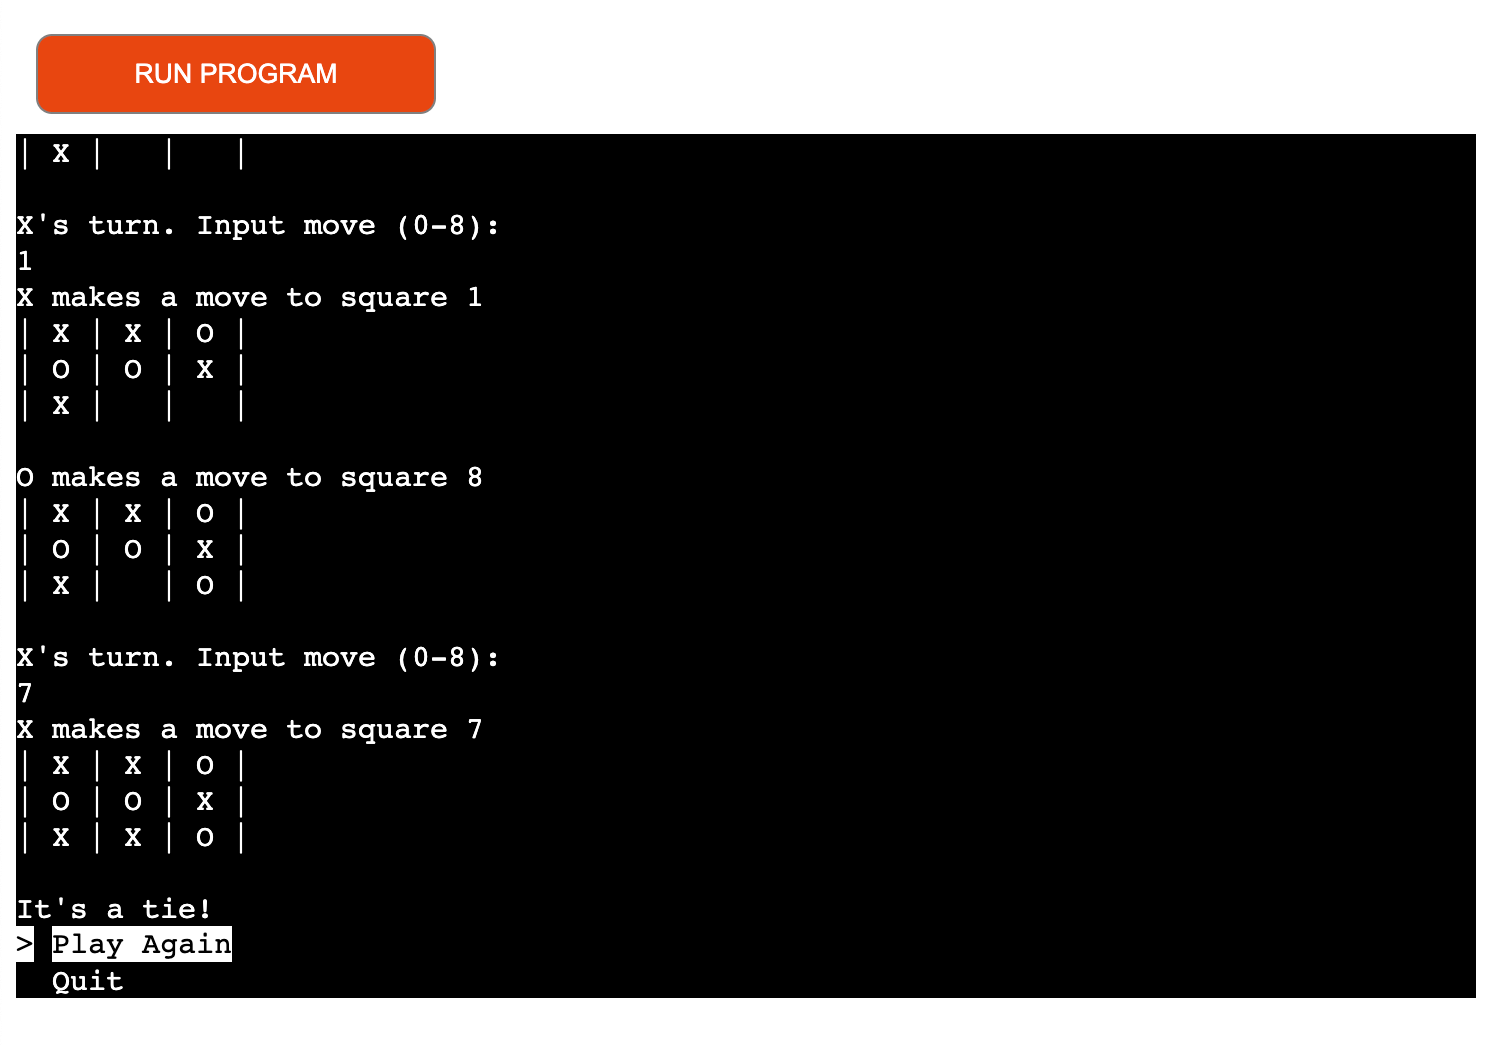 RUN PROGRAM
| X |   |   |
X's turn. Input move (0-8):
1
X makes a move to square 1
| X | X | O |
| O | O | X |
| X |   |   |
O makes a move to square 8
| X | X | O |
| O | O | X |
| X |   | O |
X's turn. Input move (0-8):
7
X makes a move to square 7
| X | X | O |
| O | O | X |
| X | X | O |
It's a tie!
> Play Again
  Quit